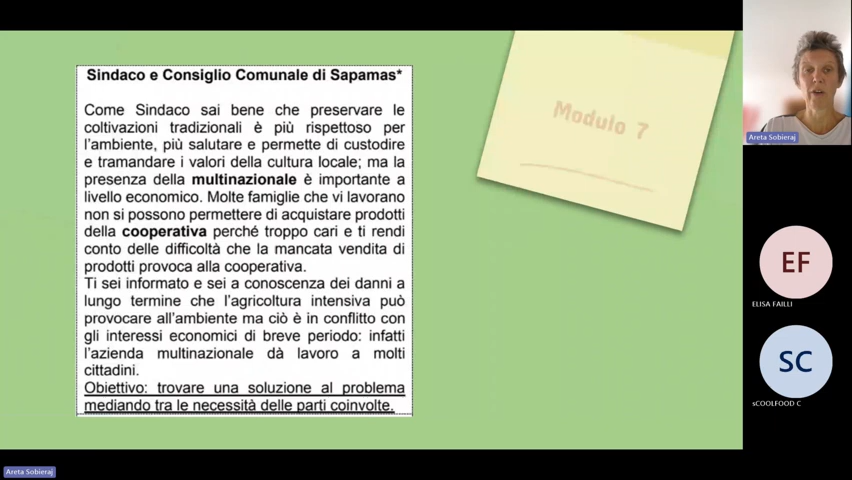 Sindaco e Consiglio Comunale di Sapamas*
Come Sindaco sai bene che preservare le
coltivazioni tradizionali è più rispettoso per
l'ambiente, più salutare e permette di custodire
e tramandare i valori della cultura locale; ma la
presenza della multinazionale è importante a
livello economico. Molte famiglie che vi lavorano
non si possono permettere di acquistare prodotti
della cooperativa perché troppo cari e ti rendi
conto delle difficoltà che la mancata vendita di
prodotti provoca alla cooperativa.
Ti sei informato e sei a conoscenza dei danni a
lungo termine che l'agricoltura intensiva può
provocare all'ambiente ma ciò è in conflitto con
gli interessi economici di breve periodo: infatti
l'azienda multinazionale dà lavoro a molti
cittadini.
Obiettivo: trovare una soluzione al problema
mediando tra le necessità delle parti coinvolte.
Modulo 7
Areta Sobieraj
EF
ELISA FAILLI
SC
sCOOLFOOD C
Areta Sobieraj